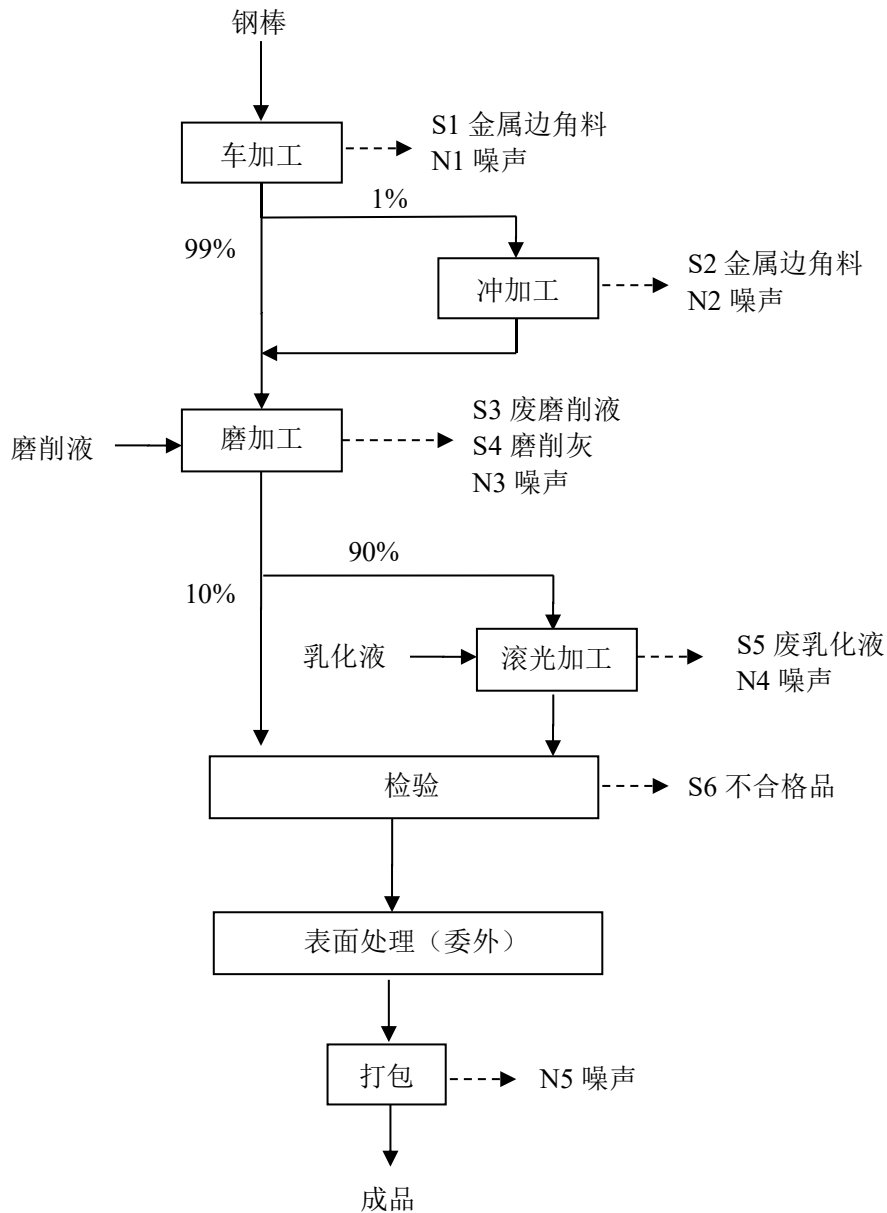 钢棒
车加工
S1 金属边角料
N1 噪声
1%
99%
冲加工
S2 金属边角料
N2 噪声
磨削液
磨加工
S3 废磨削液
S4 磨削灰
N3 噪声
90%
10%
乳化液
滚光加工
S5 废乳化液
N4 噪声
检验
S6 不合格品
表面处理（委外）
打包
N5 噪声
成品